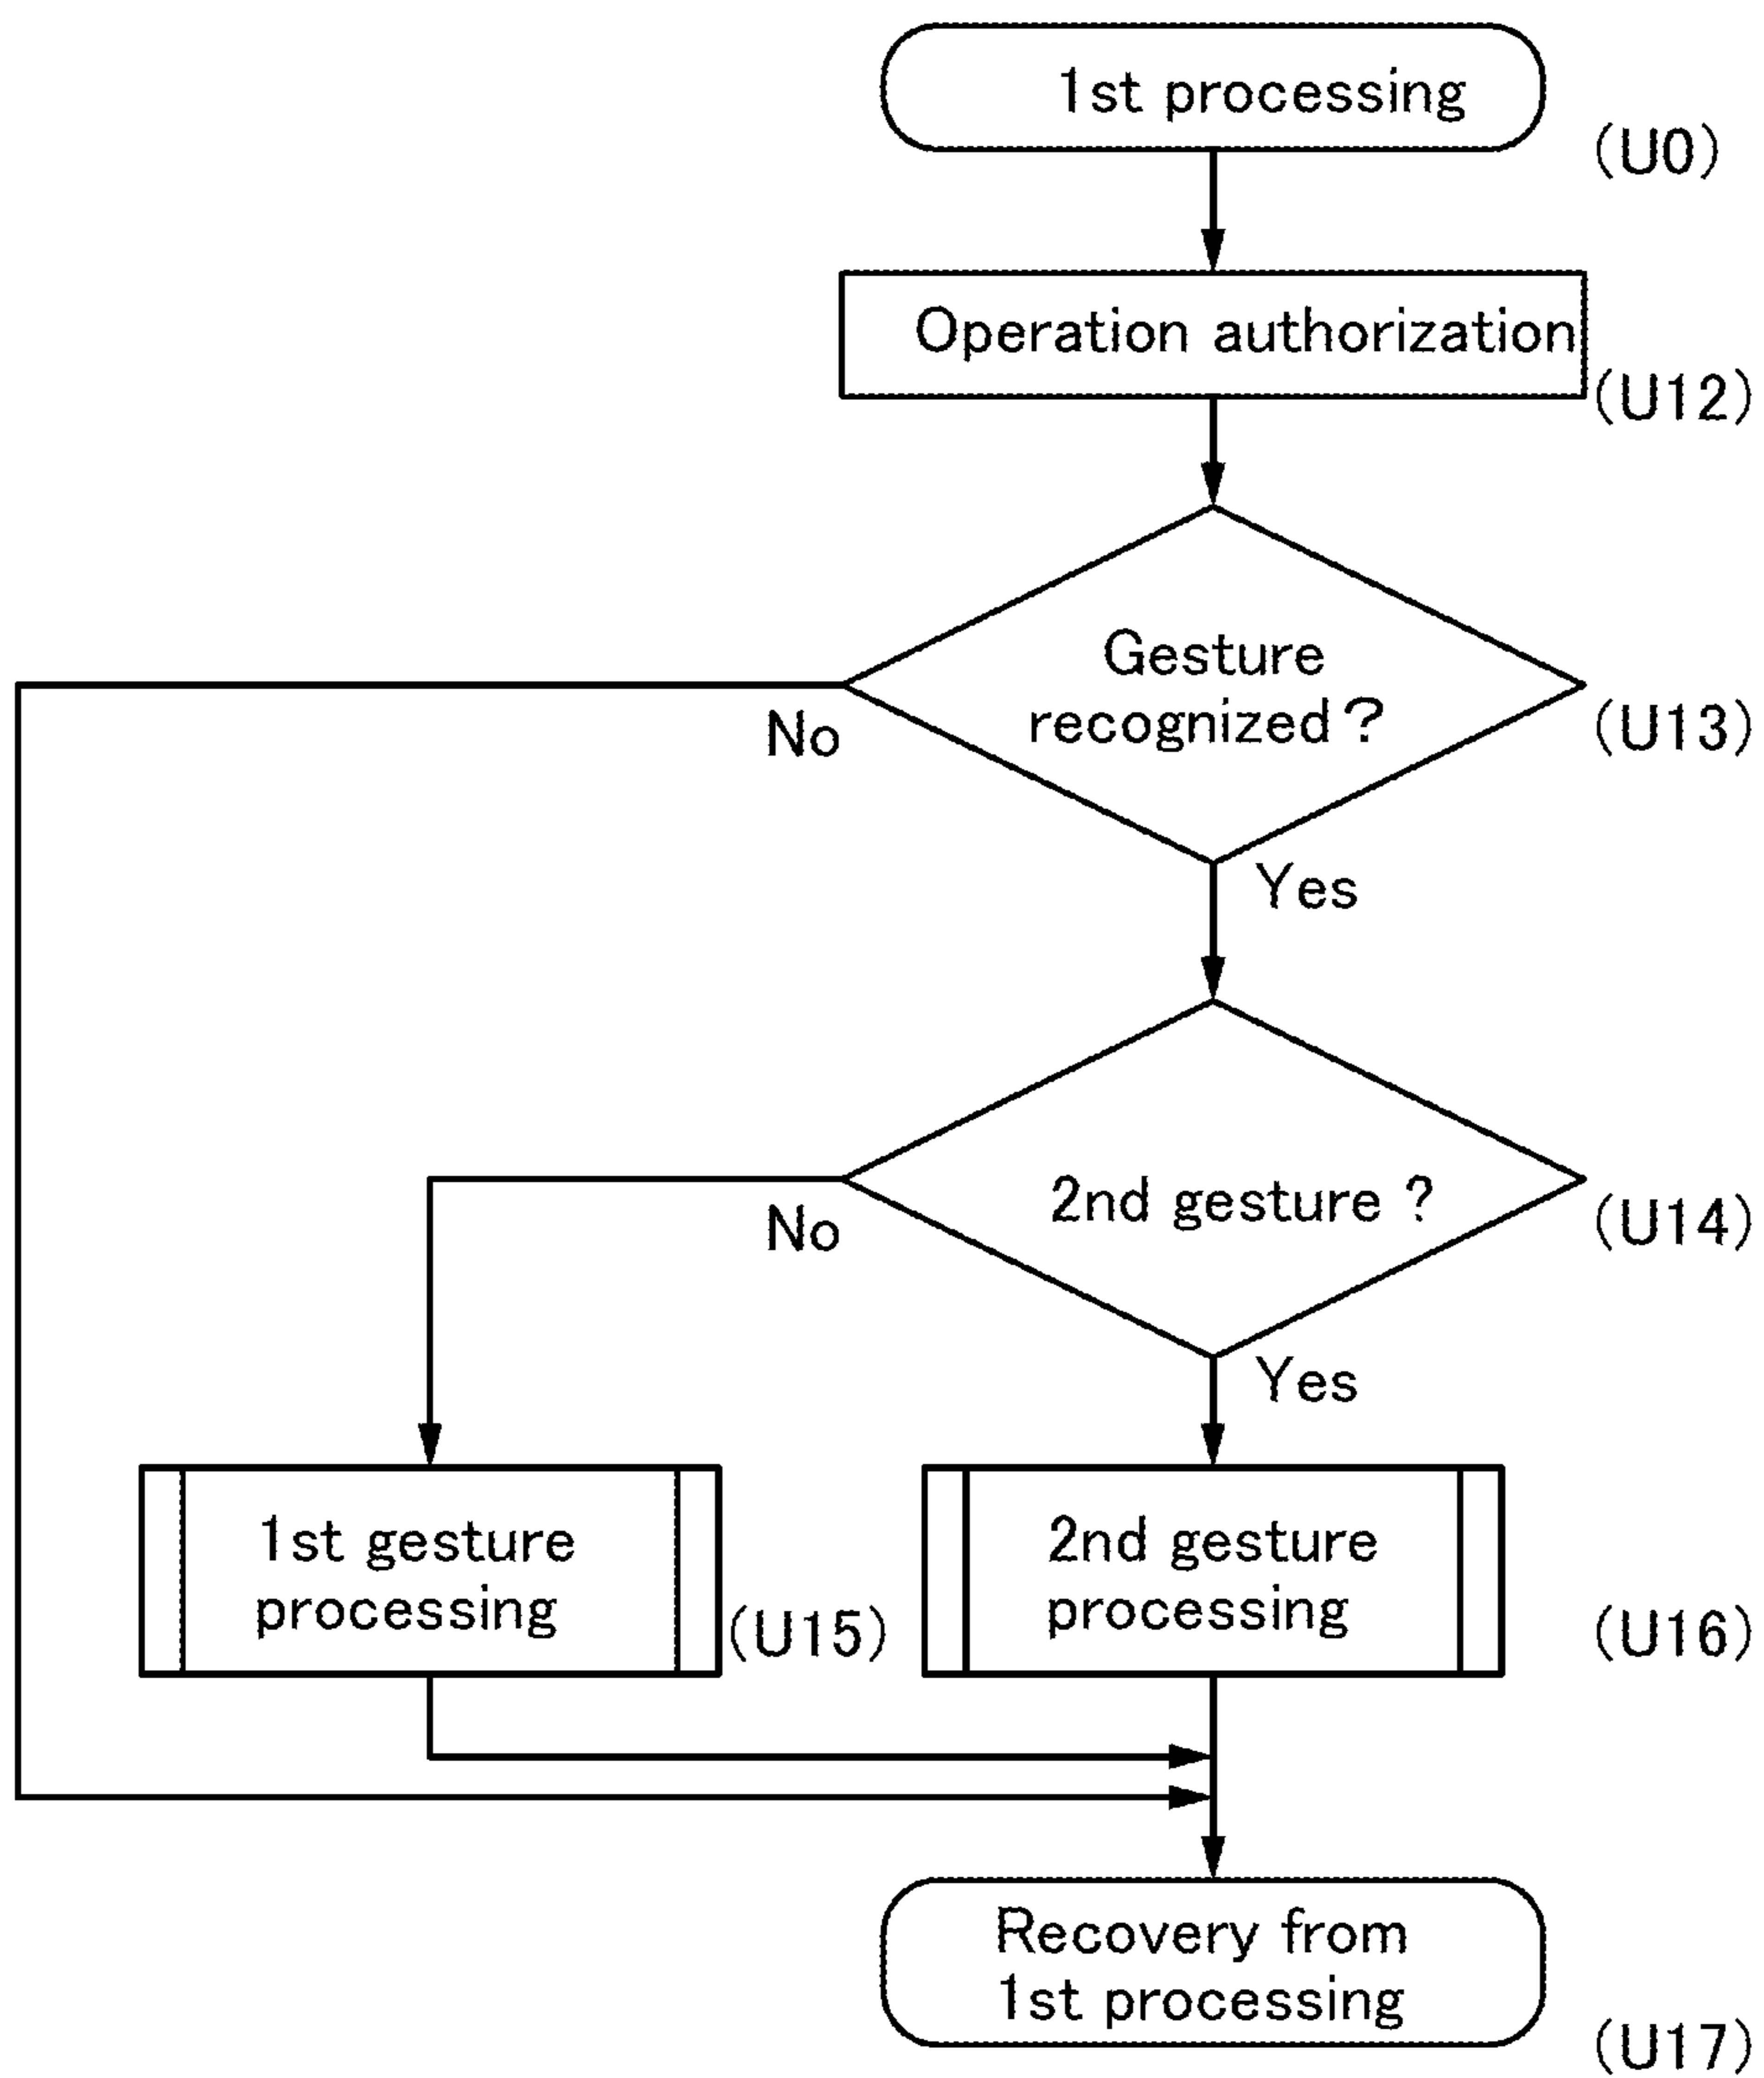 1st processing
(U0)
Operation authorization
(U12)
Gesture
recognized?
(U13)
No
Yes
2nd gesture ?
(U14)
No
Yes
1st gesture
processing
(U15)
2nd gesture
processing
(U16)
Recovery from
1st processing
(U17)